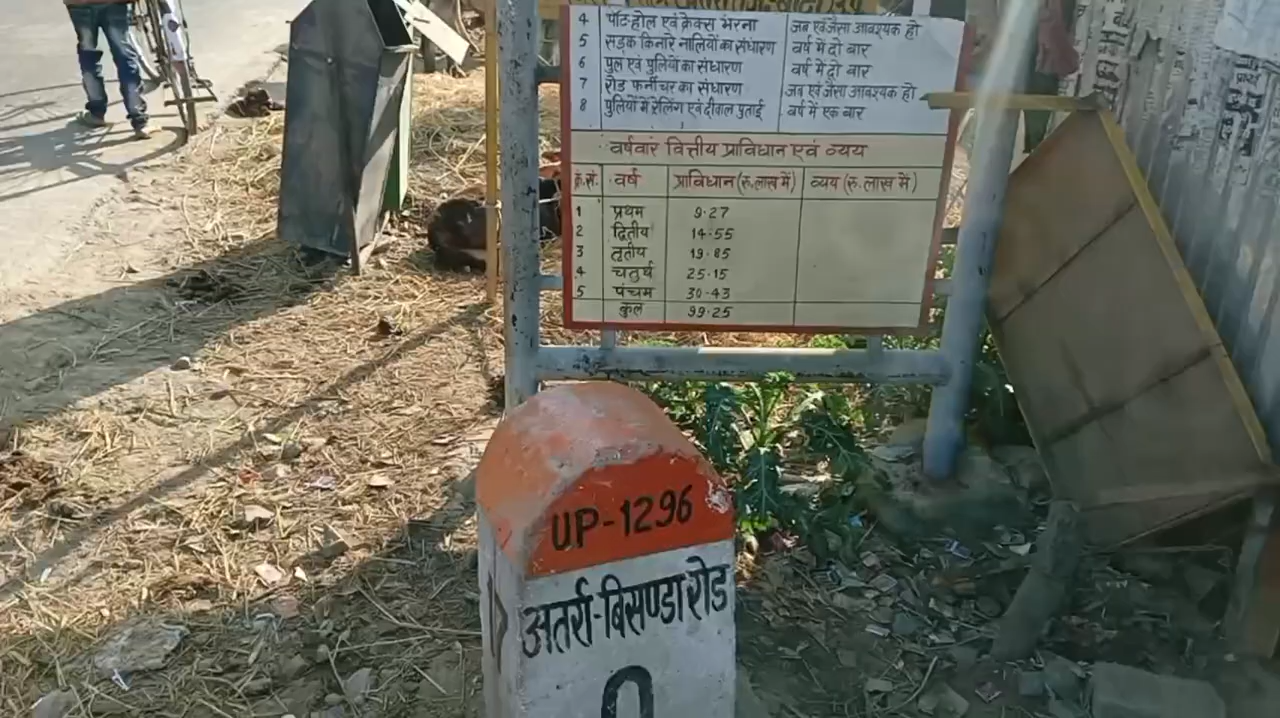 4 पॉटहोल एवं क्रेक्स भरना जब एवं जैसा आवश्यक हो
5 सड़क किनारे नालियों का संधारण वर्ष में दो बार
6 पुल एवं पुलियों का संधारण वर्ष में दो बार
7 रोड फर्नीचर का संधारण जब एवं जैसा आवश्यक हो
8 पुलियों में रेलिंग एवं दीवाल पुताई वर्ष में एक बार
वर्षवार वित्तीय प्राविधान एवं व्यय
क्र.सं. वर्ष प्राविधान (रु. लाख में) व्यय (रु. लाख में)
1 प्रथम 9.27
2 द्वितीय 14.55
3 तृतीय 19.85
4 चतुर्थ 25.15
5 पंचम 30.43
कुल 99.25
UP-1296
अतर्रा-बिसण्डा रोड
0